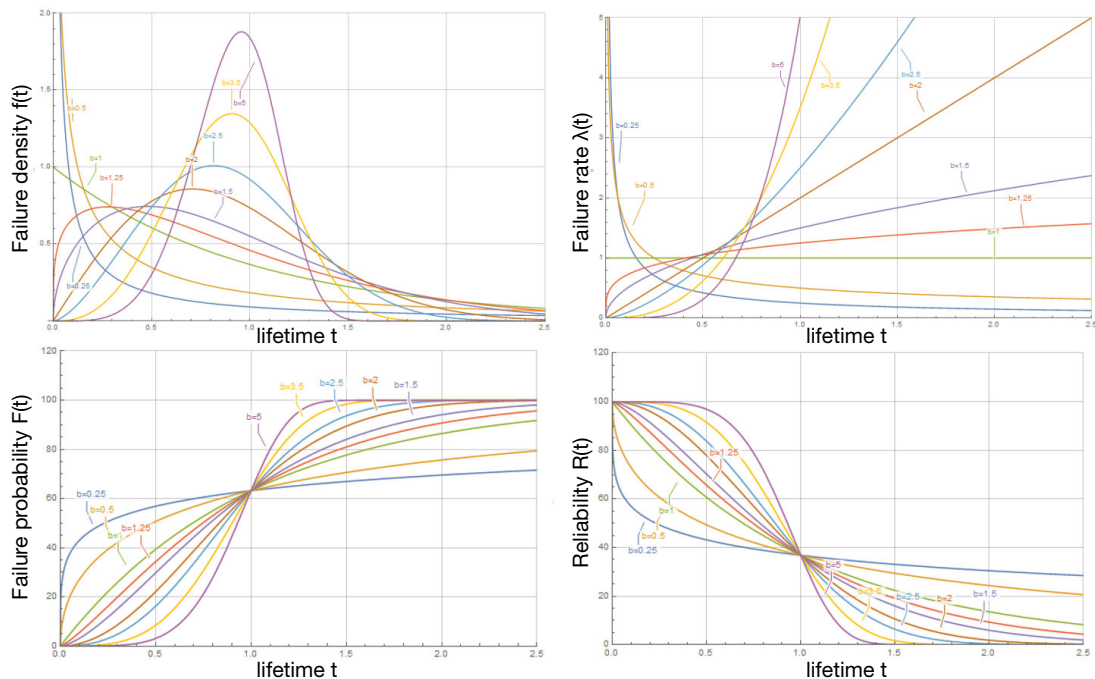 Failure density f(t)
2.0
1.5
1.0
0.5
b=0.5
b=1
b=1.25
b=0.25
b=3.5
b=5
b=2.5
b=2
b=1.5
0.0 0.5 1.0 1.5 2.0 2.5
lifetime t
Failure rate λ(t)
5
4
3
2
1
0
b=0.25
b=0.5
b=5
b=3.5
b=2.5
b=2
b=1.5
b=1.25
b=1
0.0 0.5 1.0 1.5 2.0 2.5
lifetime t
Failure probability F(t)
120
100
80
60
40
20
0
b=3.5
b=2.5
b=2
b=1.5
b=5
b=0.25
b=0.5
b=1.25
b=1
0.0 0.5 1.0 1.5 2.0 2.5
lifetime t
Reliability R(t)
120
100
80
60
40
20
0
b=1.25
b=1
b=0.5
b=0.25
b=5
b=3.5
b=2.5
b=2
b=1.5
0.0 0.5 1.0 1.5 2.0 2.5
lifetime t